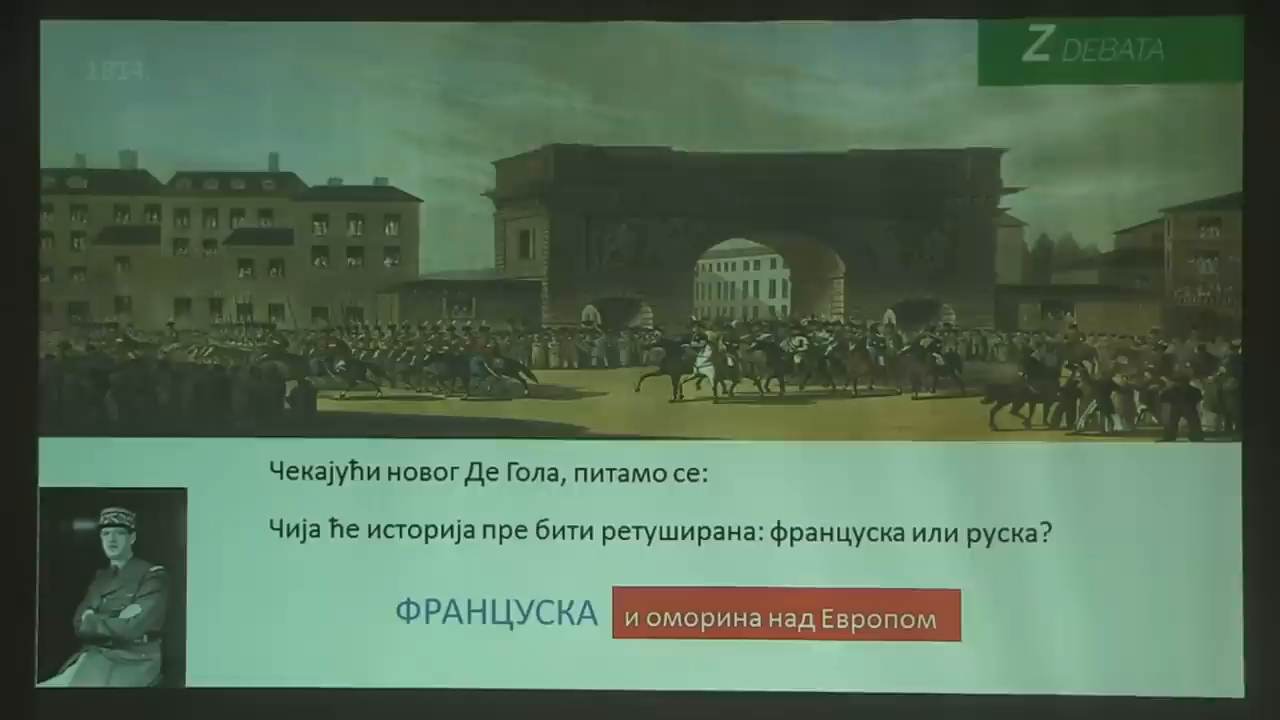 1814.
Z DEBATA
Чекајући новог Де Гола, питамо се:
Чија ће историја пре бити ретуширана: француска или руска?
ФРАНЦУСКА и оморина над Европом